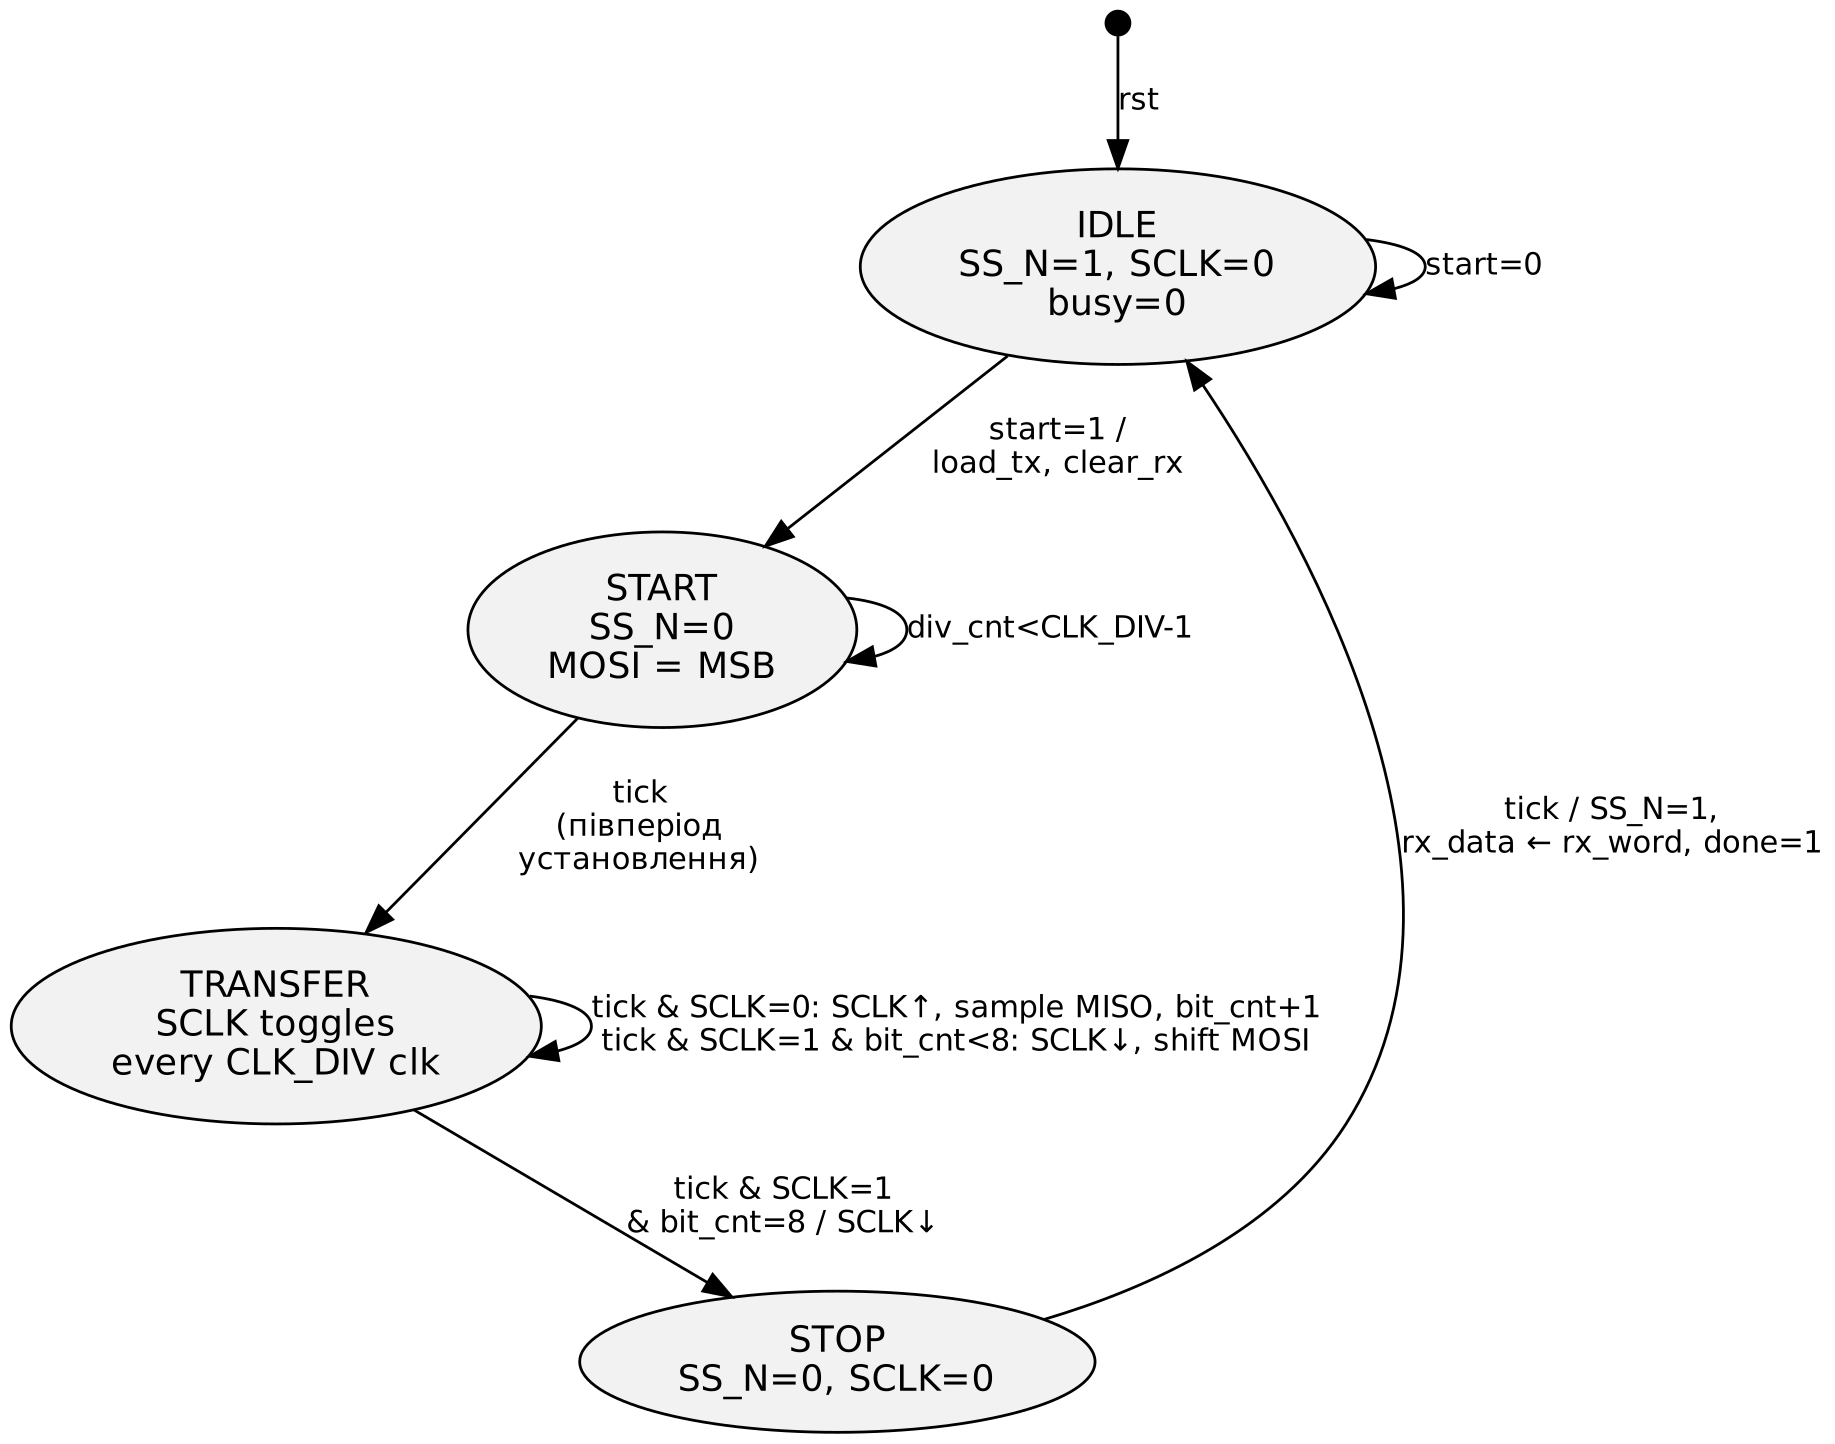 rst
IDLE
SS_N=1, SCLK=0
busy=0
start=0
start=1 /
load_tx, clear_rx
START
SS_N=0
MOSI = MSB
div_cnt<CLK_DIV-1
tick
(півперіод
установлення)
tick / SS_N=1,
rx_data ← rx_word, done=1
TRANSFER
SCLK toggles
every CLK_DIV clk
tick & SCLK=0: SCLK↑, sample MISO, bit_cnt+1
tick & SCLK=1 & bit_cnt<8: SCLK↓, shift MOSI
tick & SCLK=1
& bit_cnt=8 / SCLK↓
STOP
SS_N=0, SCLK=0